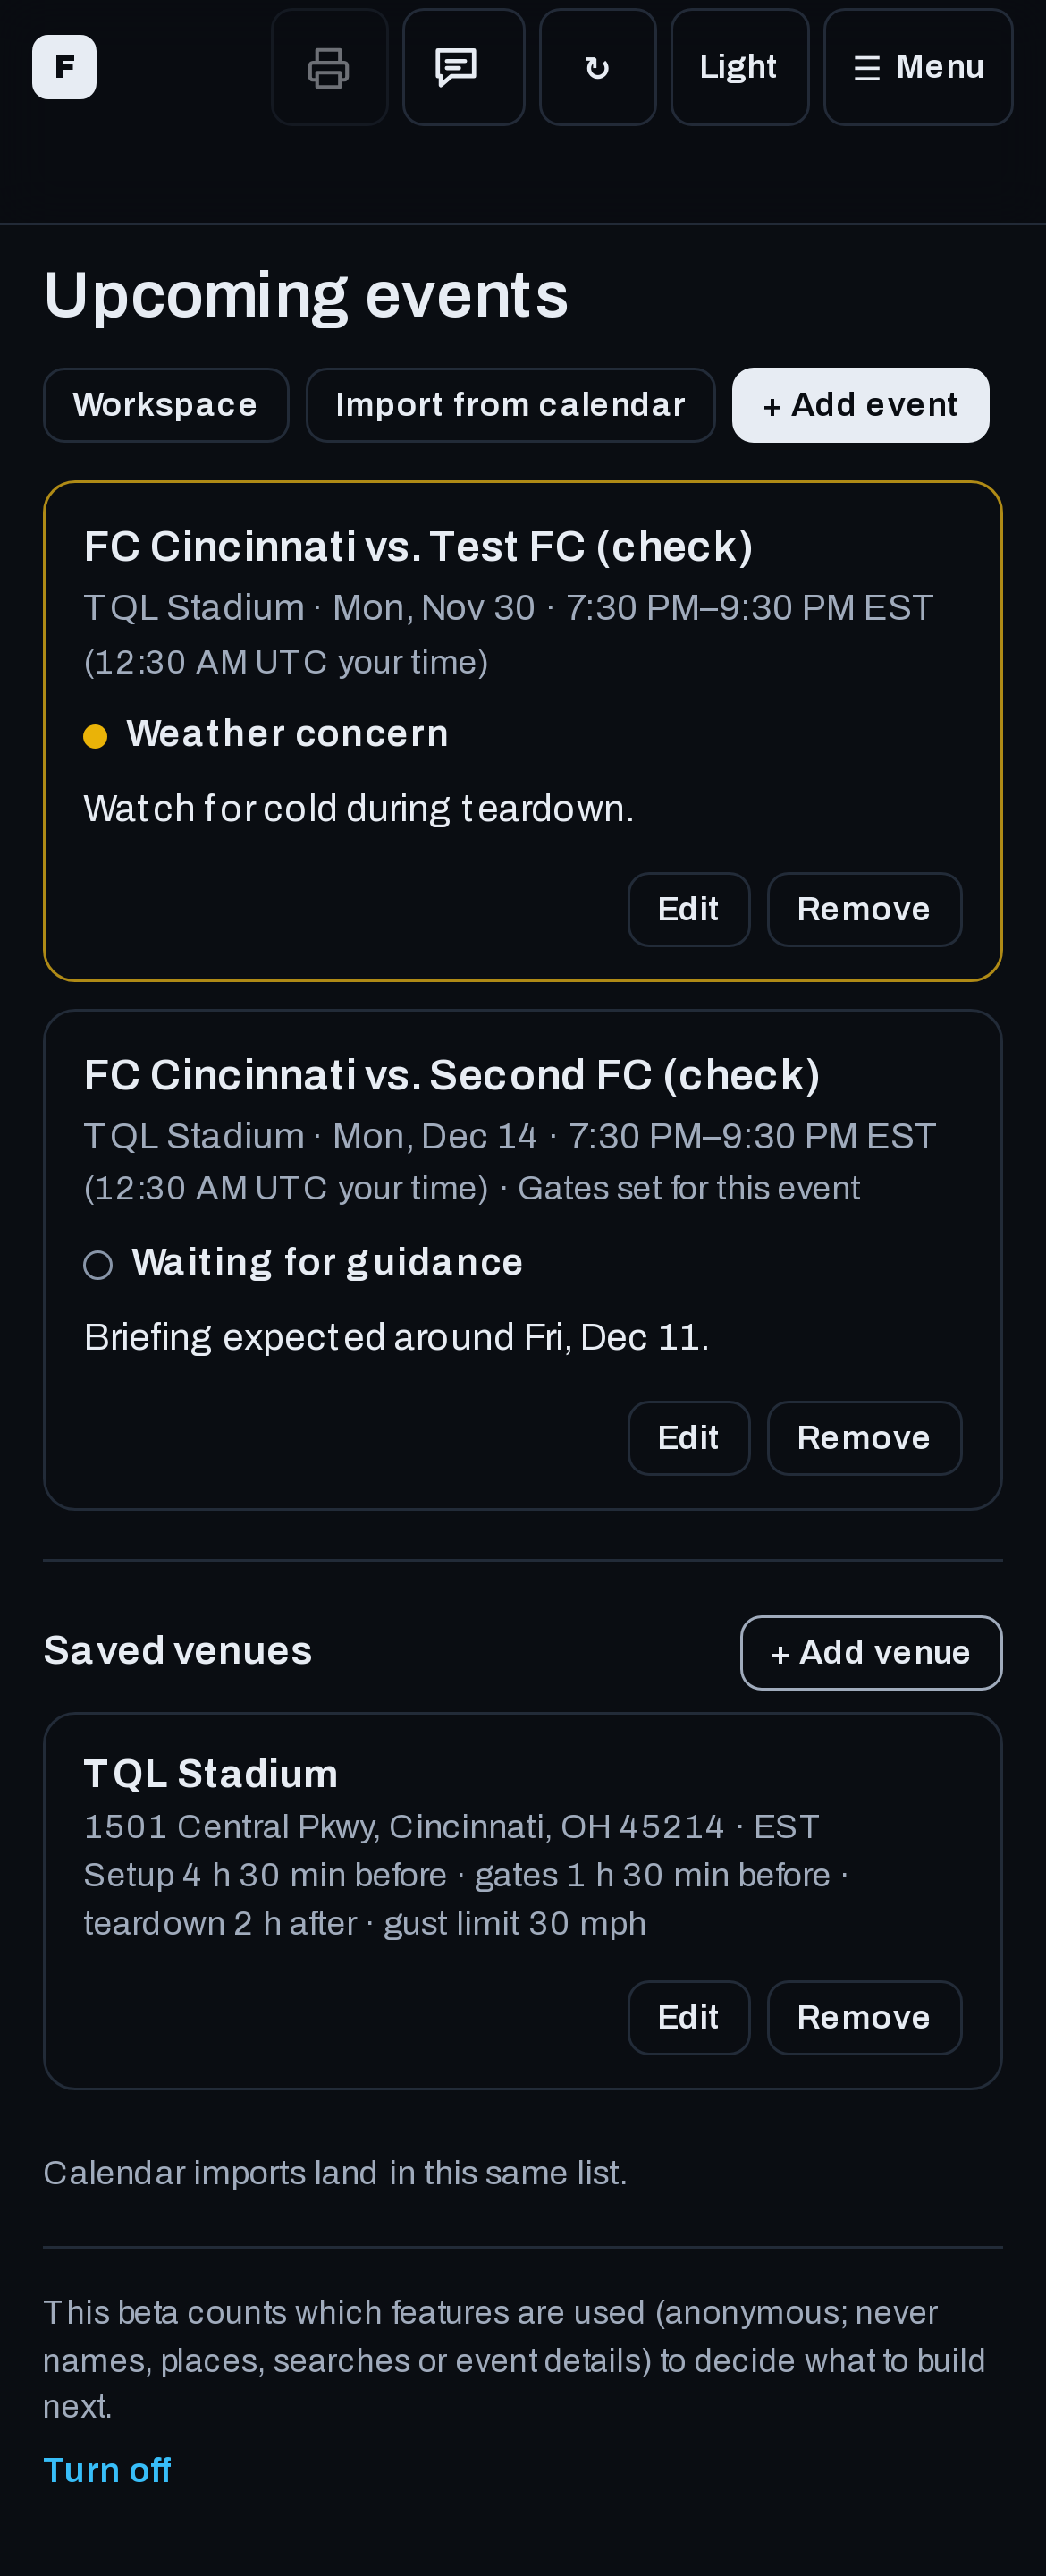 F
↻
Light
☰ Menu
Upcoming events
Workspace
Import from calendar
+ Add event
FC Cincinnati vs. Test FC (check)
TQL Stadium · Mon, Nov 30 · 7:30 PM–9:30 PM EST
(12:30 AM UTC your time)
Weather concern
Watch for cold during teardown.
Edit
Remove
FC Cincinnati vs. Second FC (check)
TQL Stadium · Mon, Dec 14 · 7:30 PM–9:30 PM EST
(12:30 AM UTC your time) · Gates set for this event
Waiting for guidance
Briefing expected around Fri, Dec 11.
Edit
Remove
Saved venues
+ Add venue
TQL Stadium
1501 Central Pkwy, Cincinnati, OH 45214 · EST
Setup 4 h 30 min before · gates 1 h 30 min before ·
teardown 2 h after · gust limit 30 mph
Edit
Remove
Calendar imports land in this same list.
This beta counts which features are used (anonymous; never
names, places, searches or event details) to decide what to build
next.
Turn off